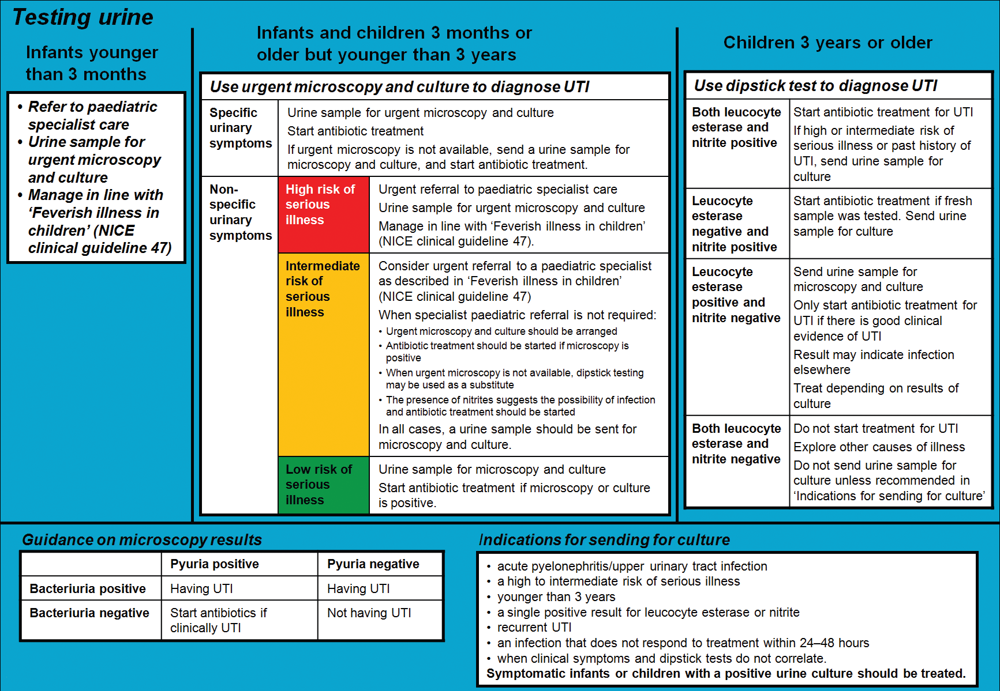 Testing urine
Infants younger
than 3 months
• Refer to paediatric
specialist care
• Urine sample for
urgent microscopy
and culture
• Manage in line with
‘Feverish illness in
children’ (NICE
clinical guideline 47)
Infants and children 3 months or
older but younger than 3 years
Use urgent microscopy and culture to diagnose UTI
Specific
urinary
symptoms
Urine sample for urgent microscopy and culture
Start antibiotic treatment
If urgent microscopy is not available, send a urine sample for
microscopy and culture, and start antibiotic treatment.
Non-
specific
urinary
symptoms
High risk of
serious
illness
Urgent referral to paediatric specialist care
Urine sample for urgent microscopy and culture
Manage in line with ‘Feverish illness in children’
(NICE clinical guideline 47).
Intermediate
risk of
serious
illness
Consider urgent referral to a paediatric specialist
as described in ‘Feverish illness in children’
(NICE clinical guideline 47)
When specialist paediatric referral is not required:
• Urgent microscopy and culture should be arranged
• Antibiotic treatment should be started if microscopy is
positive
• When urgent microscopy is not available, dipstick testing
may be used as a substitute
• The presence of nitrites suggests the possibility of infection
and antibiotic treatment should be started
In all cases, a urine sample should be sent for
microscopy and culture.
Low risk of
serious
illness
Urine sample for microscopy and culture
Start antibiotic treatment if microscopy or culture
is positive.
Children 3 years or older
Use dipstick test to diagnose UTI
Both leucocyte
esterase and
nitrite positive
Start antibiotic treatment for UTI
If high or intermediate risk of
serious illness or past history of
UTI, send urine sample for
culture
Leucocyte
esterase
negative and
nitrite positive
Start antibiotic treatment if fresh
sample was tested. Send urine
sample for culture
Leucocyte
esterase
positive and
nitrite negative
Send urine sample for
microscopy and culture
Only start antibiotic treatment for
UTI if there is good clinical
evidence of UTI
Result may indicate infection
elsewhere
Treat depending on results of
culture
Both leucocyte
esterase and
nitrite negative
Do not start treatment for UTI
Explore other causes of illness
Do not send urine sample for
culture unless recommended in
‘Indications for sending for culture’
Guidance on microscopy results
Pyuria positive
Pyuria negative
Bacteriuria positive
Having UTI
Having UTI
Bacteriuria negative
Start antibiotics if
clinically UTI
Not having UTI
Indications for sending for culture
• acute pyelonephritis/upper urinary tract infection
• a high to intermediate risk of serious illness
• younger than 3 years
• a single positive result for leucocyte esterase or nitrite
• recurrent UTI
• an infection that does not respond to treatment within 24–48 hours
• when clinical symptoms and dipstick tests do not correlate.
Symptomatic infants or children with a positive urine culture should be treated.